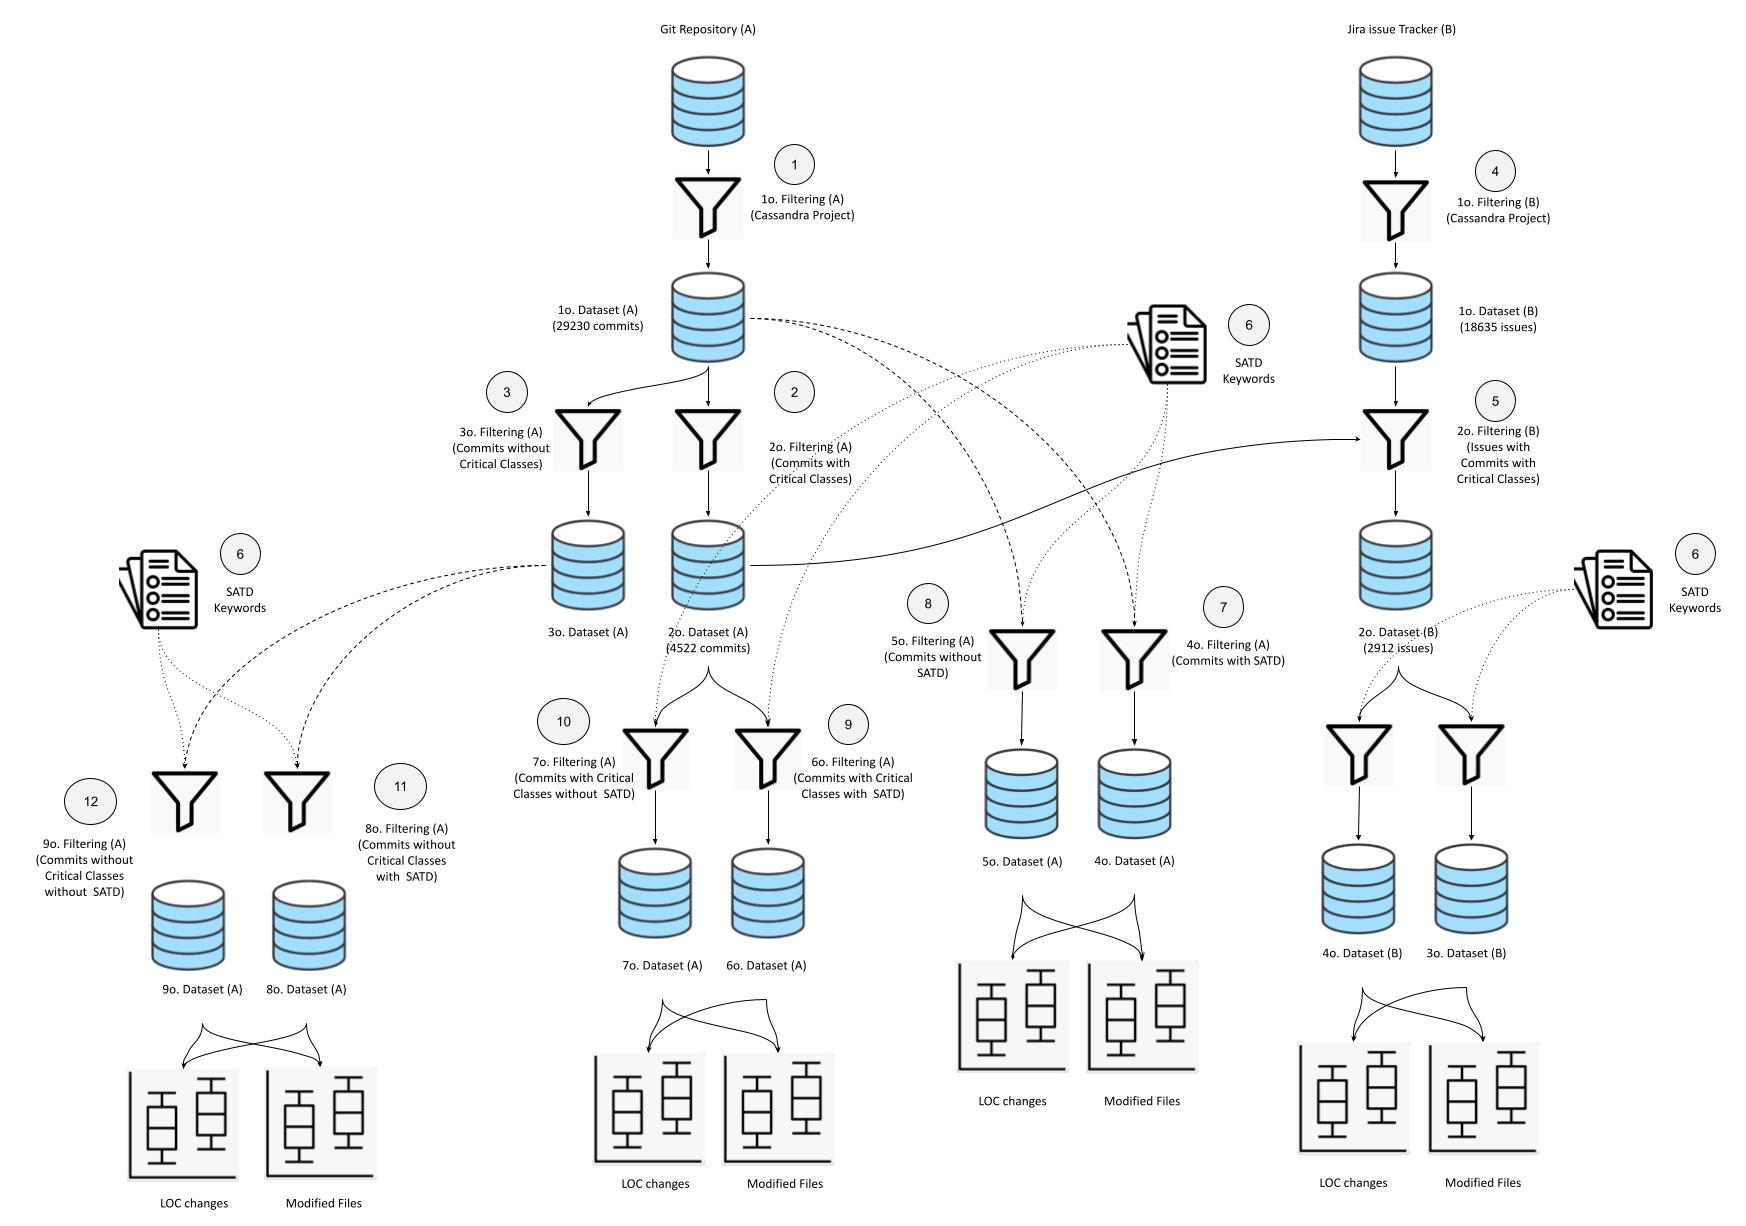 Git Repository (A)
Jira issue Tracker (B)
1
1o. Filtering (A)
(Cassandra Project)
4
1o. Filtering (B)
(Cassandra Project)
1o. Dataset (A)
(29230 commits)
6
SATD
Keywords
1o. Dataset (B)
(18635 issues)
3
3o. Filtering (A)
(Commits without
Critical Classes)
2
2o. Filtering (A)
(Commits with
Critical Classes)
5
2o. Filtering (B)
(Issues with
Commits with
Critical Classes)
6
SATD
Keywords
3o. Dataset (A)
2o. Dataset (A)
(4522 commits)
8
5o. Filtering (A)
(Commits without
SATD)
7
4o. Filtering (A)
(Commits with SATD)
2o. Dataset (B)
(2912 issues)
6
SATD
Keywords
12
9o. Filtering (A)
(Commits without
Critical Classes
without  SATD)
11
8o. Filtering (A)
(Commits without
Critical Classes
with  SATD)
10
7o. Filtering (A)
(Commits with Critical
Classes without  SATD)
9
6o. Filtering (A)
(Commits with Critical
Classes with  SATD)
5o. Dataset (A)
4o. Dataset (A)
4o. Dataset (B)
3o. Dataset (B)
7o. Dataset (A)
6o. Dataset (A)
9o. Dataset (A)
8o. Dataset (A)
LOC changes
Modified Files
LOC changes
Modified Files
LOC changes
Modified Files
LOC changes
Modified Files